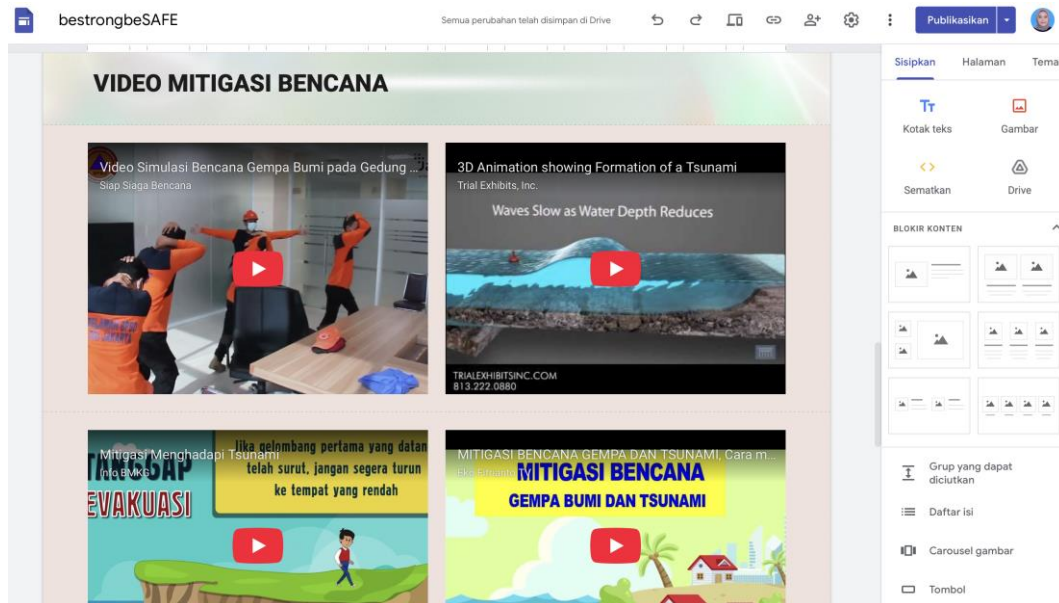 bestrongbeSAFE
Semua perubahan telah disimpan di Drive
Publikasikan
VIDEO MITIGASI BENCANA
Video Simulasi Bencana Gempa Bumi pada Gedung ...
Siap Siaga Bencana
3D Animation showing Formation of a Tsunami
Trial Exhibits, Inc.
Waves Slow as Water Depth Reduces
TRIALEXHIBITSINC.COM
813.222.0880
Mitigasi Menghadapi Tsunami
Info BMKG
TANGGAP
EVAKUASI
Jika gelombang pertama yang datang
telah surut, jangan segera turun
ke tempat yang rendah
MITIGASI BENCANA GEMPA DAN TSUNAMI, Cara m...
MITIGASI BENCANA
GEMPA BUMI DAN TSUNAMI
Sisipkan
Halaman
Tema
Kotak teks
Gambar
Sematkan
Drive
BLOKIR KONTEN
Grup yang dapat
diciutkan
Daftar isi
Carousel gambar
Tombol